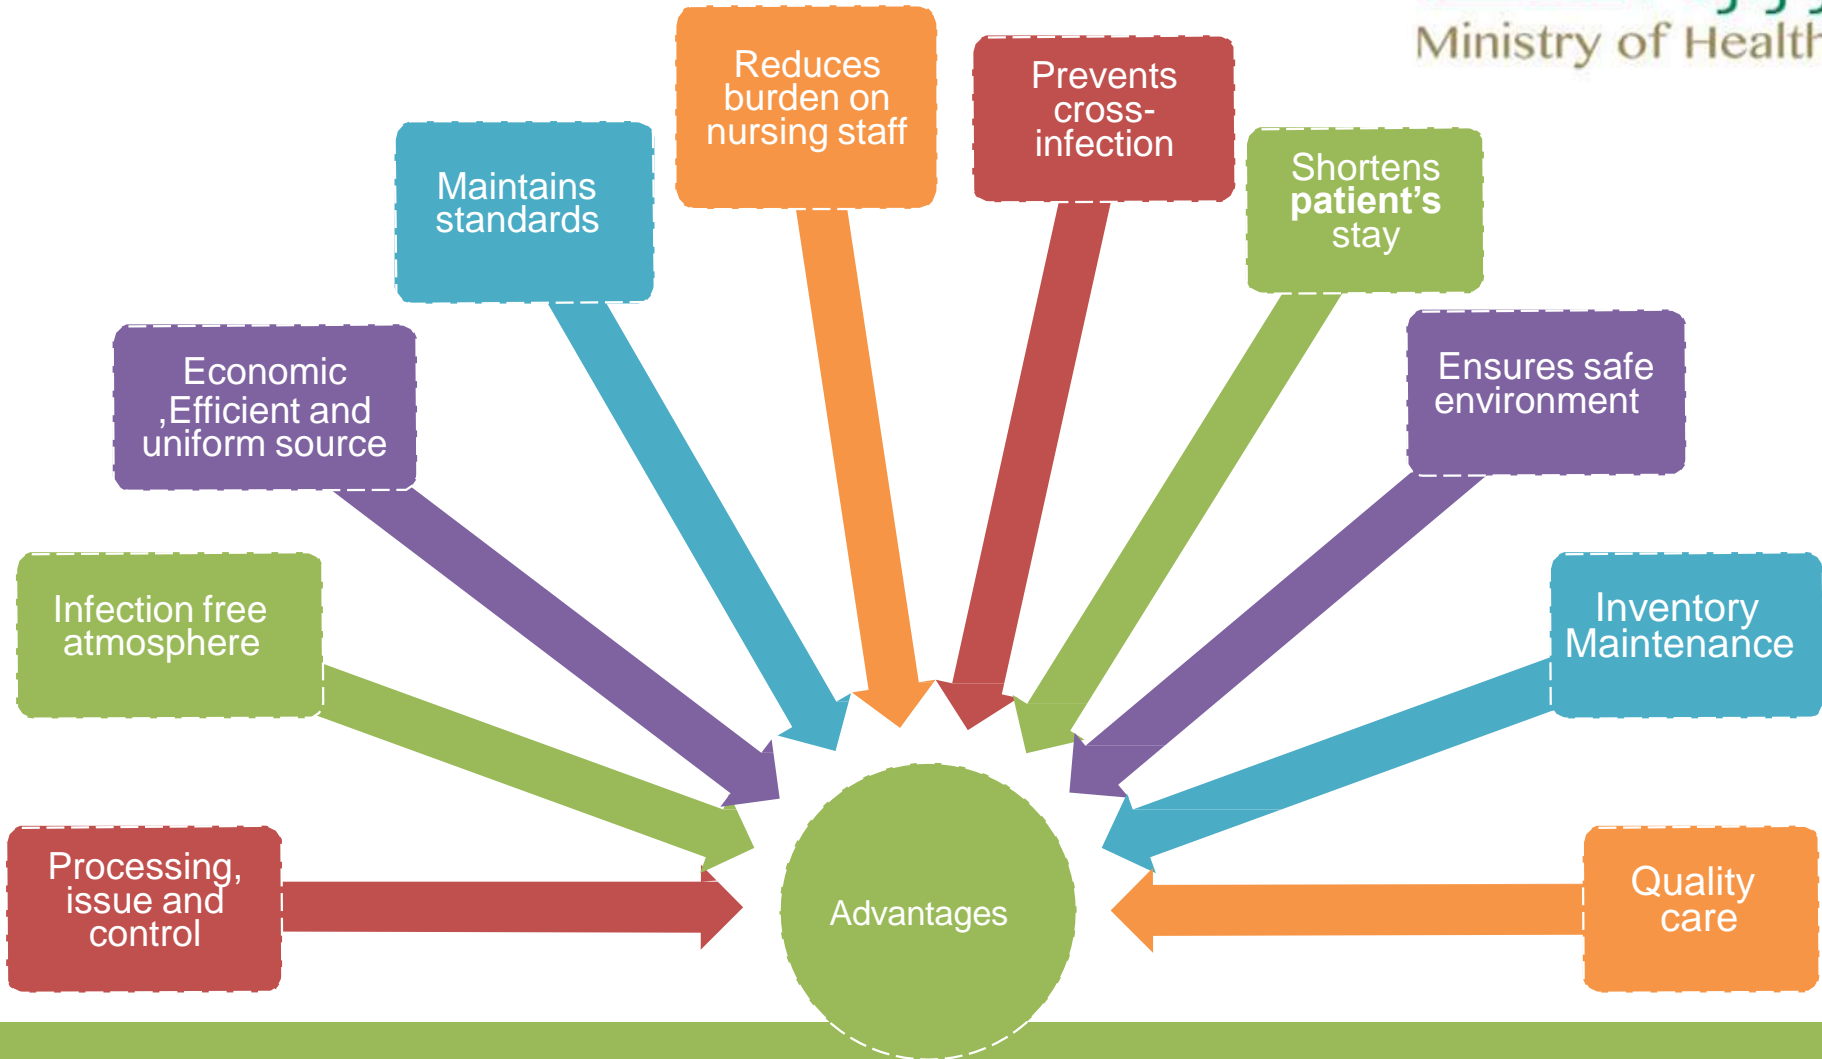 Ministry of Health
Reduces
burden on
nursing staff
Prevents
cross-
infection
Maintains
standards
Shortens
patient’s
stay
Economic
,Efficient and
uniform source
Ensures safe
environment
Infection free
atmosphere
Inventory
Maintenance
Processing,
issue and
control
Advantages
Quality
care